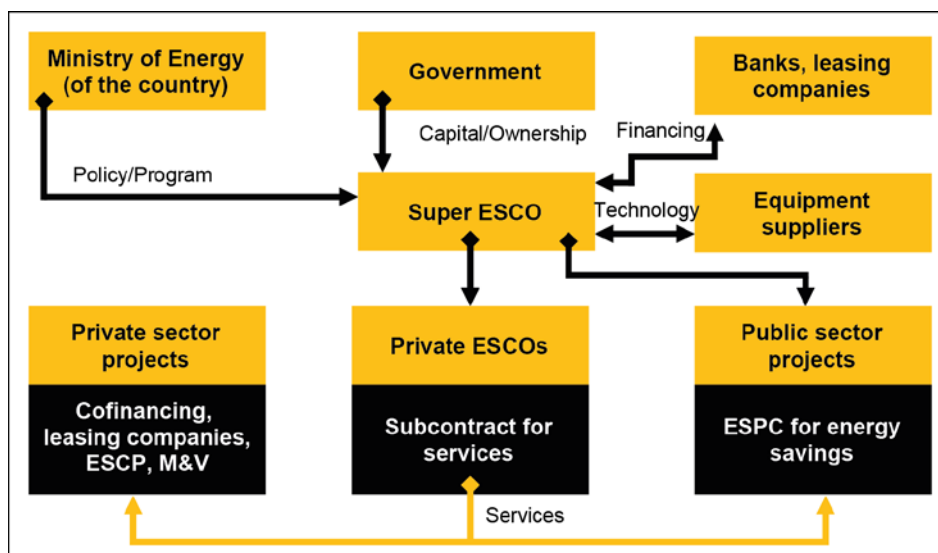 Ministry of Energy
(of the country)
Government
Banks, leasing
companies
Capital/Ownership
Financing
Policy/Program
Super ESCO
Technology
Equipment
suppliers
Private sector
projects
Cofinancing,
leasing companies,
ESCP, M&V
Private ESCOs
Subcontract for
services
Public sector
projects
ESPC for energy
savings
Services